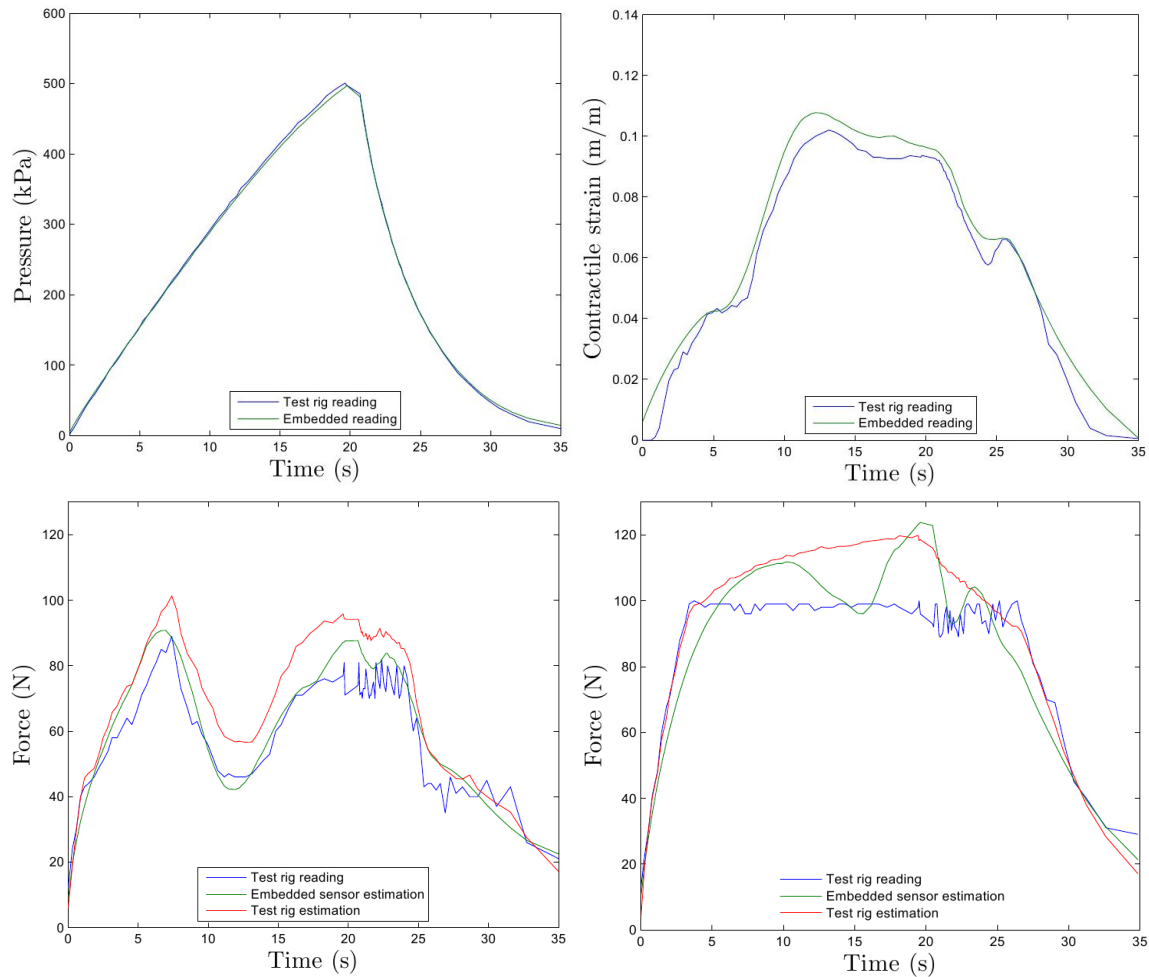 600
500
400
300
200
100
0
Pressure (kPa)
0 5 10 15 20 25 30 35
Time (s)
Test rig reading
Embedded reading
0.14
0.12
0.1
0.08
0.06
0.04
0.02
0
Contractile strain (m/m)
0 5 10 15 20 25 30 35
Time (s)
Test rig reading
Embedded reading
120
100
80
60
40
20
0
Force (N)
0 5 10 15 20 25 30 35
Time (s)
Test rig reading
Embedded sensor estimation
Test rig estimation
120
100
80
60
40
20
0
Force (N)
0 5 10 15 20 25 30 35
Time (s)
Test rig reading
Embedded sensor estimation
Test rig estimation